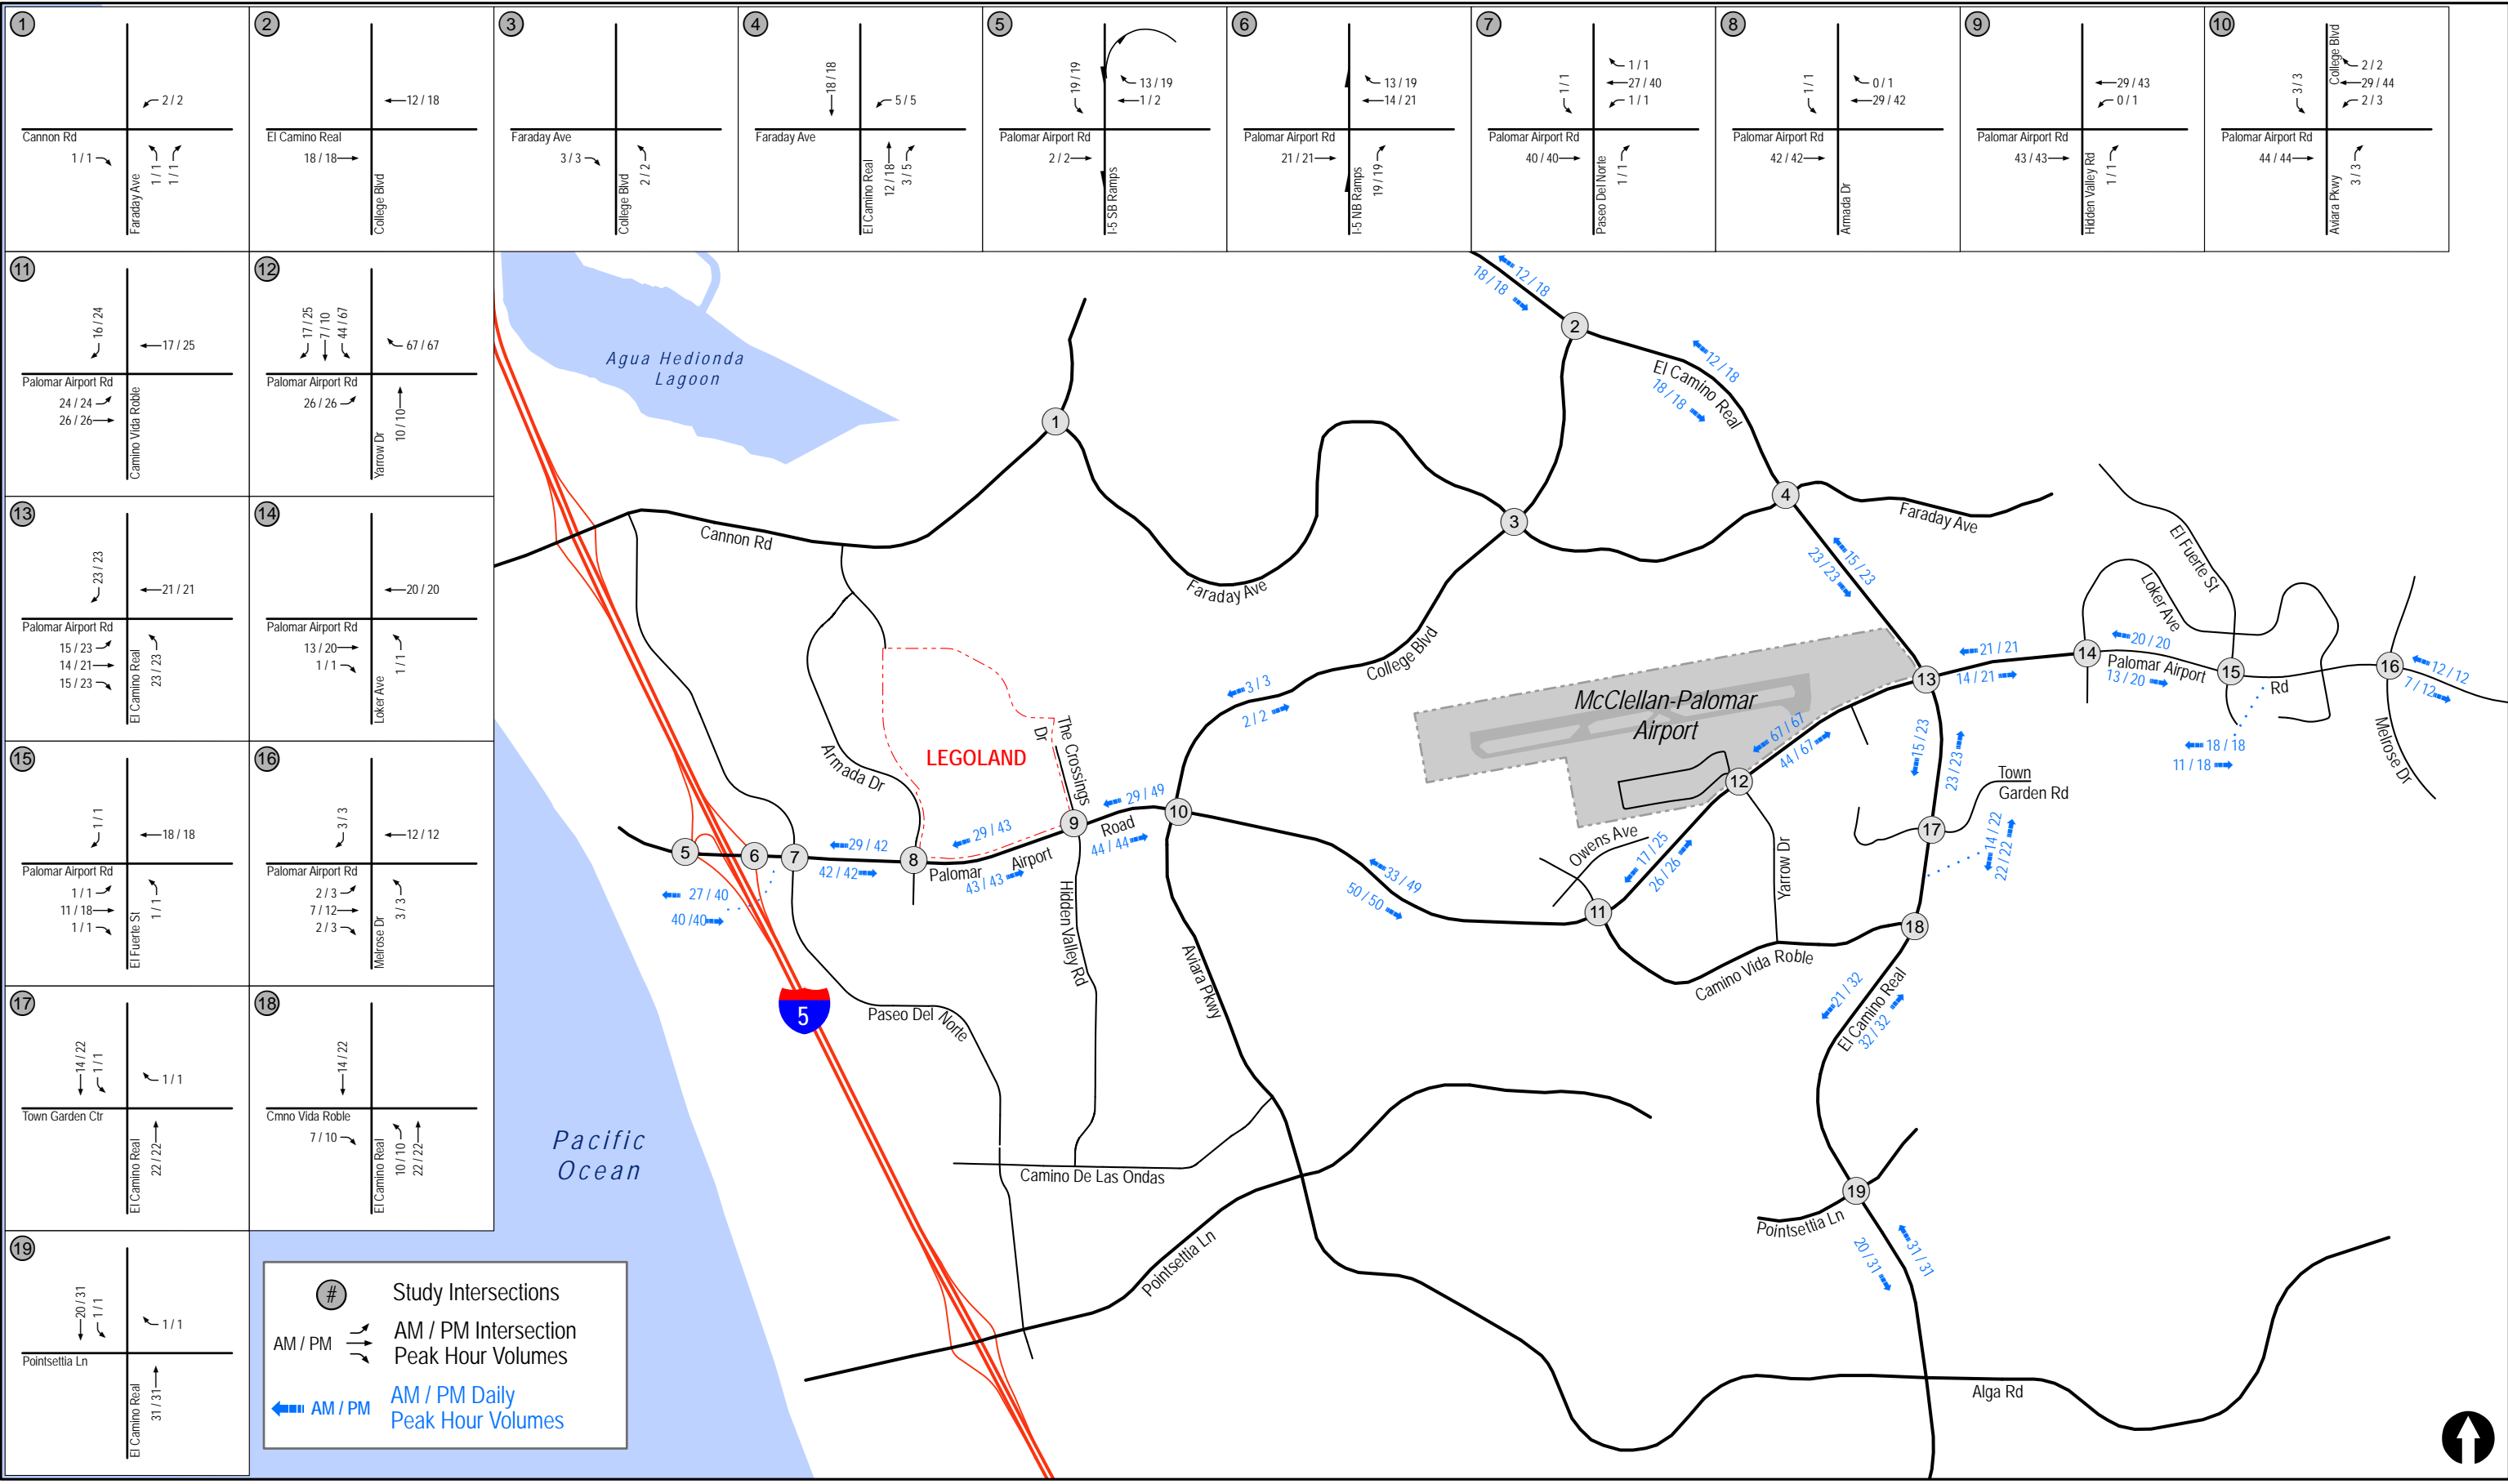 1
2 / 2
Cannon Rd
1 / 1
Faraday Ave
1 / 1
1 / 1
2
12 / 18
El Camino Real
18 / 18
College Blvd
3
Faraday Ave
3 / 3
College Blvd
2 / 2
4
18 / 18
5 / 5
Faraday Ave
El Camino Real
12 / 18
3 / 5
5
19 / 19
13 / 19
1 / 2
Palomar Airport Rd
2 / 2
I-5 SB Ramps
6
13 / 19
14 / 21
Palomar Airport Rd
21 / 21
I-5 NB Ramps
19 / 19
7
1 / 1
1 / 1
27 / 40
1 / 1
Palomar Airport Rd
40 / 40
Paseo Del Norte
1 / 1
8
1 / 1
0 / 1
29 / 42
Palomar Airport Rd
42 / 42
Armada Dr
9
29 / 43
0 / 1
Palomar Airport Rd
43 / 43
Hidden Valley Rd
1 / 1
10
3 / 3
College Blvd
2 / 2
29 / 44
2 / 3
Palomar Airport Rd
44 / 44
Aviara Pkwy
3 / 3
11
16 / 24
17 / 25
Palomar Airport Rd
24 / 24
26 / 26
Camino Vida Roble
12
17 / 25
7 / 10
44 / 67
67 / 67
Palomar Airport Rd
26 / 26
Yarrow Dr
10 / 10
13
23 / 23
21 / 21
Palomar Airport Rd
15 / 23
14 / 21
15 / 23
El Camino Real
23 / 23
14
20 / 20
Palomar Airport Rd
13 / 20
1 / 1
Loker Ave
1 / 1
15
1 / 1
18 / 18
Palomar Airport Rd
1 / 1
11 / 18
1 / 1
El Fuerte St
1 / 1
16
3 / 3
12 / 12
Palomar Airport Rd
2 / 3
7 / 12
2 / 3
Melrose Dr
3 / 3
17
14 / 22
1 / 1
1 / 1
Town Garden Ctr
El Camino Real
22 / 22
18
14 / 22
Cmno Vida Roble
7 / 10
El Camino Real
10 / 10
22 / 22
19
20 / 31
1 / 1
1 / 1
Pointsettia Ln
El Camino Real
31 / 31
12 / 18
18 / 18
2
Agua Hedionda
Lagoon
1
12 / 18
El Camino Real
18 / 18
4
3
Faraday Ave
Cannon Rd
Faraday Ave
15 / 23
23 / 23
El Fuerte St
Loker Ave
College Blvd
21 / 21
14
20 / 20
Palomar Airport
15
Rd
16
12 / 12
7 / 12
13
14 / 21
13 / 20
McClellan-Palomar
Airport
3 / 3
2 / 2
The Crossings
Dr
LEGOLAND
Armada Dr
67 / 67
44 / 67
12
15 / 23
23 / 23
18 / 18
11 / 18
Melrose Dr
Town
Garden Rd
29 / 49
10
9
Road
44 / 44
29 / 43
17
14 / 22
22 / 22
5
6
7
29 / 42
42 / 42
8
Palomar
Airport
43 / 43
Owens Ave
17 / 25
26 / 26
Yarrow Dr
33 / 49
50 / 50
27 / 40
40 /40
11
18
Hidden Valley Rd
Aviara Pkwy
Camino Vida Roble
21 / 32
El Camino Real
32 / 32
5
Paseo Del
Norte
Pacific
Ocean
Camino De Las Ondas
19
Pointsettia Ln
Pointsettia Ln
20 / 31
31 / 31
Alga Rd
#
Study Intersections
AM / PM
AM / PM Intersection
Peak Hour Volumes
AM / PM
AM / PM Daily
Peak Hour Volumes